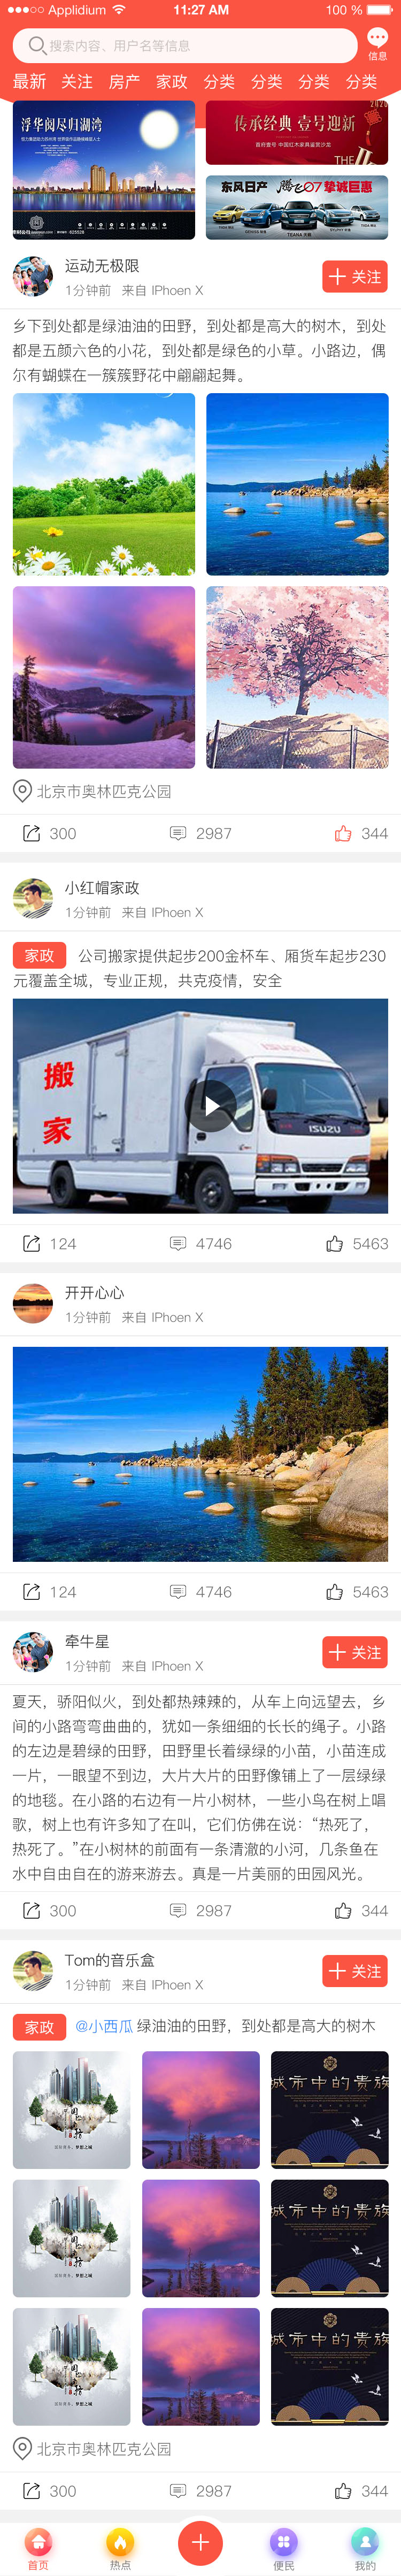 Applidium 11:27 AM 100 %
搜索内容、用户名等信息
信息
最新 关注 房产 家政 分类 分类 分类 分类
浮华阅尽归湖湾
传承经典 壹号迎新
东风日产 腾飞07挚诚巨惠
运动无极限
1分钟前 来自 IPhoen X
关注
乡下到处都是绿油油的田野，到处都是高大的树木，到处
都是五颜六色的小花，到处都是绿色的小草。小路边，偶
尔有蝴蝶在一簇簇野花中翩翩起舞。
北京市奥林匹克公园
300 2987 344
小红帽家政
1分钟前 来自 IPhoen X
家政 公司搬家提供起步200金杯车、厢货车起步230
元覆盖全城，专业正规，共克疫情，安全
搬
家
ISUZU
124 4746 5463
开开心心
1分钟前 来自 IPhoen X
124 4746 5463
牵牛星
1分钟前 来自 IPhoen X
关注
夏天，骄阳似火，到处都热辣辣的，从车上向远望去，乡
间的小路弯弯曲曲的，犹如一条细细的长长的绳子。小路
的左边是碧绿的田野，田野里长着绿绿的小苗，小苗连成
一片，一眼望不到边，大片大片的田野像铺上了一层绿绿
的地毯。在小路的右边有一片小树林，一些小鸟在树上唱
歌，树上也有许多知了在叫，它们仿佛在说：“热死了，
热死了。”在小树林的前面有一条清澈的小河，几条鱼在
水中自由自在的游来游去。真是一片美丽的田园风光。
300 2987 344
Tom的音乐盒
1分钟前 来自 IPhoen X
关注
家政 @小西瓜 绿油油的田野，到处都是高大的树木
城市中的贵族
城市中的贵族
城市中的贵族
北京市奥林匹克公园
300 2987 344
首页 热点 便民 我的